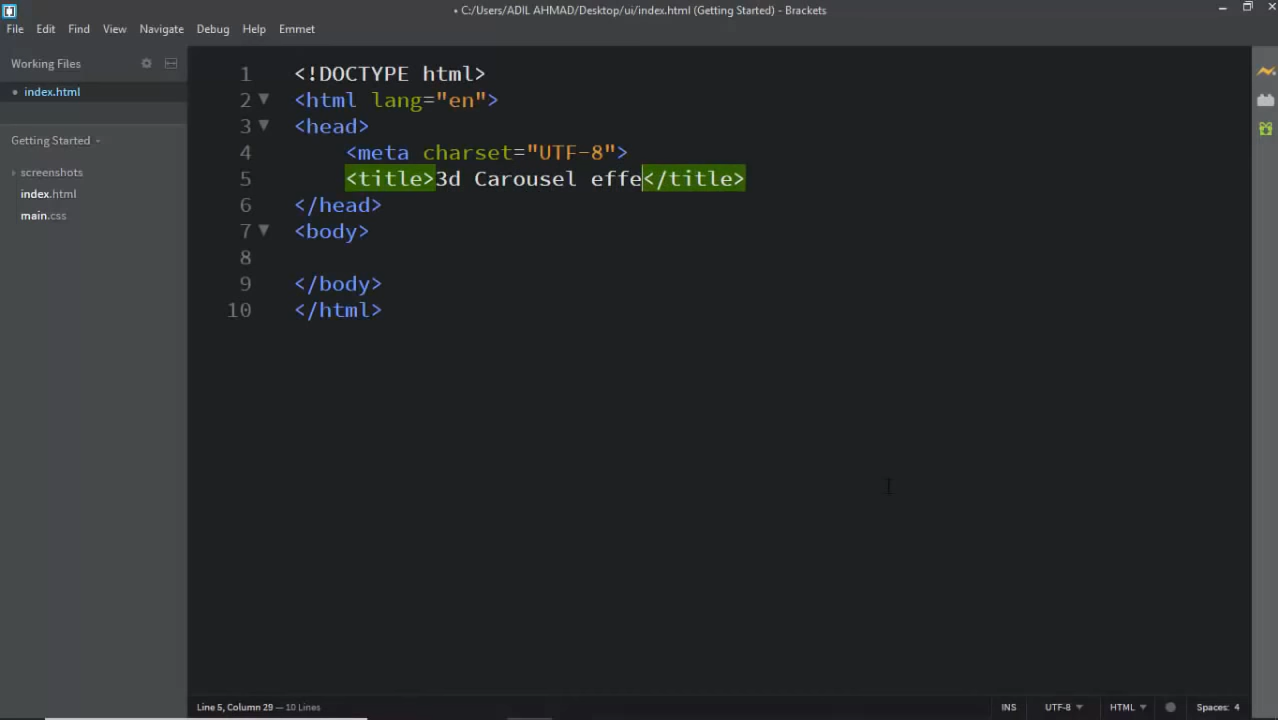 • C:/Users/ADIL AHMAD/Desktop/ui/index.html (Getting Started) - Brackets
File Edit Find View Navigate Debug Help Emmet
Working Files
• index.html
Getting Started
screenshots
index.html
main.css
1 <!DOCTYPE html>
2 <html lang="en">
3 <head>
4 <meta charset="UTF-8">
5 <title>3d Carousel effe</title>
6 </head>
7 <body>
8
9 </body>
10 </html>
Line 5, Column 29 — 10 Lines
INS UTF-8 HTML Spaces: 4